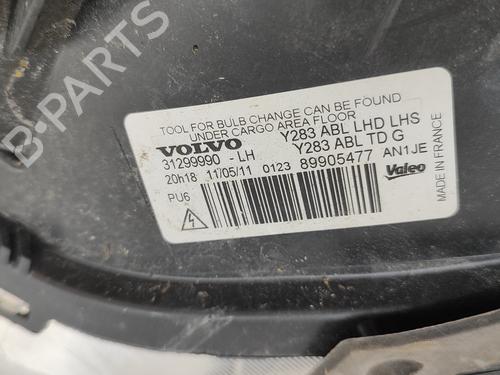 B-PARTS
TOOL FOR BULB CHANGE CAN BE FOUND
UNDER CARGO AREA FLOOR
VOLVO
Y283 ABL LHD LHS
31299990 - LH
Y283 ABL TD G
20h18 11/05/11 0123
89905477
AN1JE
PU6
Valeo
MADE IN FRANCE